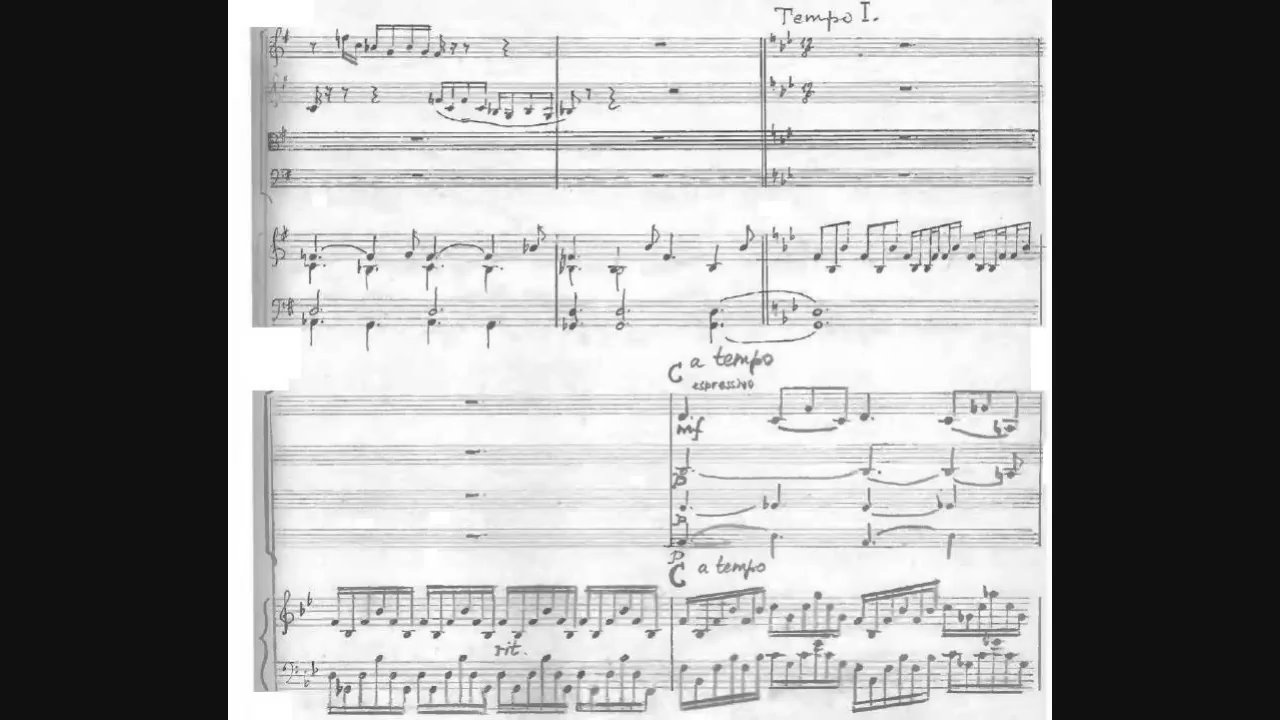 Tempo I.
C a tempo
espressivo
mf
p
p
p
C a tempo
rit.